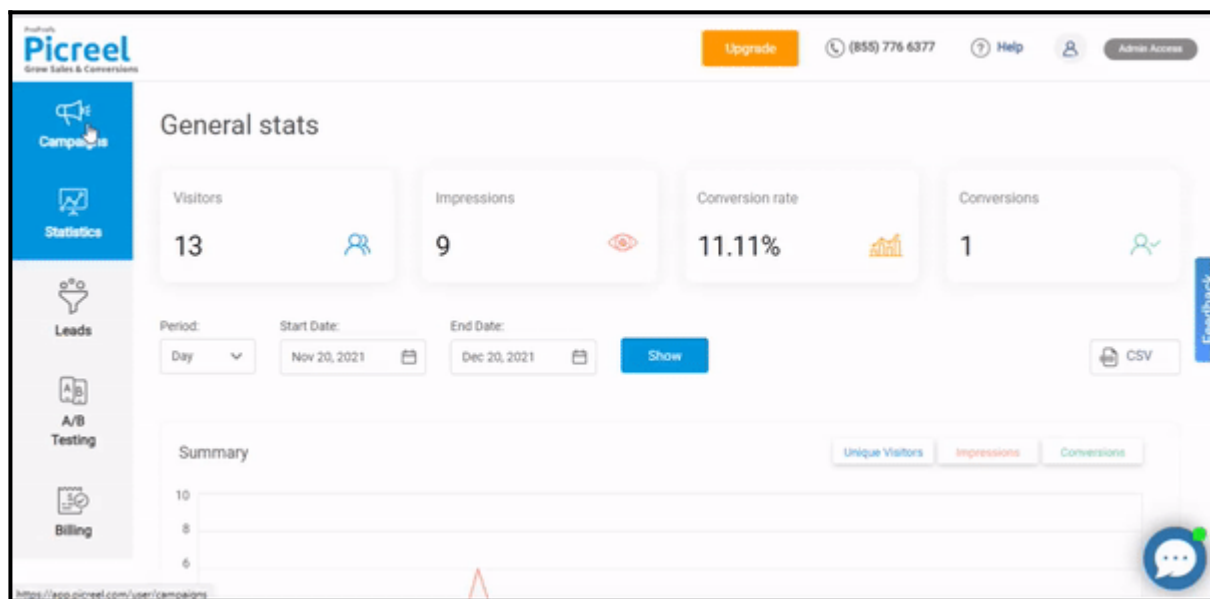 ProProfs
Picreel
Grow Sales & Conversions
Upgrade
(855) 776 6377
? Help
Admin Access
Campaigns
Statistics
Leads
A B
A/B
Testing
Billing
General stats
Visitors
13
Impressions
9
Conversion rate
11.11%
Conversions
1
Period:
Start Date:
End Date:
Day
Nov 20, 2021
Dec 20, 2021
Show
CSV
Feedback
Summary
Unique Visitors
Impressions
Conversions
10
8
6
https://app.picreel.com/user/campaigns